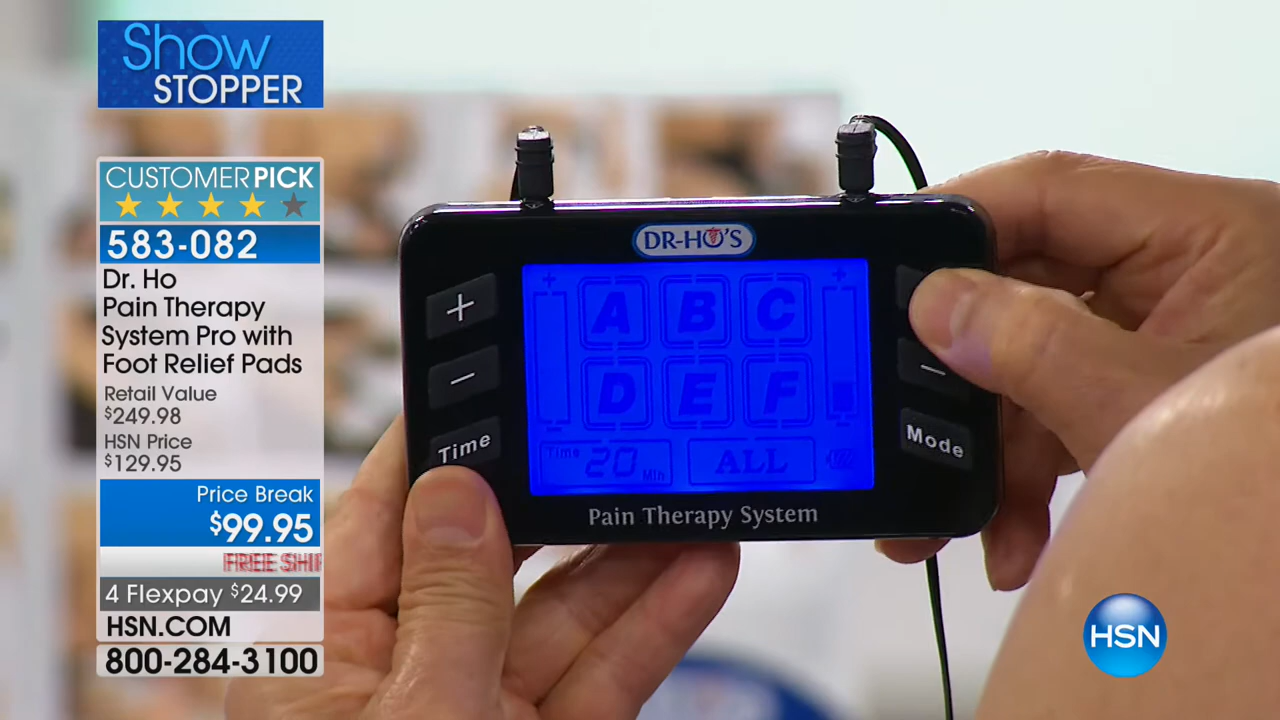 Show
STOPPER
CUSTOMER PICK
583-082
Dr. Ho
Pain Therapy
System Pro with
Foot Relief Pads
Retail Value
$249.98
HSN Price
$129.95
Price Break
$99.95
FREE SHI
4 Flexpay $24.99
HSN.COM
800-284-3100
DR-HO'S
+ + +
A B C
− −
D E F
Time
Mode
Time 20 Min ALL
Pain Therapy System
HSN